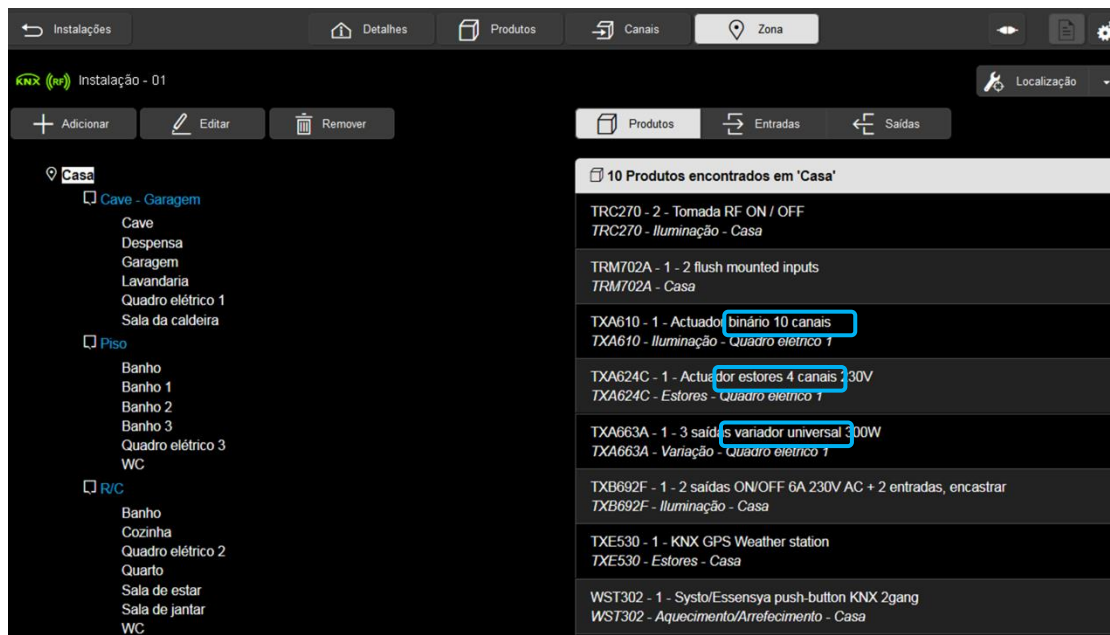 Instalações
Detalhes
Produtos
Canais
Zona
KNX ((RF)) Instalação - 01
Localização
Adicionar
Editar
Remover
Produtos
Entradas
Saídas
Casa
Cave - Garagem
Cave
Despensa
Garagem
Lavandaria
Quadro elétrico 1
Sala da caldeira
Piso
Banho
Banho 1
Banho 2
Banho 3
Quadro elétrico 3
WC
R/C
Banho
Cozinha
Quadro elétrico 2
Quarto
Sala de estar
Sala de jantar
WC
10 Produtos encontrados em 'Casa'
TRC270 - 2 - Tomada RF ON / OFF
TRC270 - Iluminação - Casa
TRM702A - 1 - 2 flush mounted inputs
TRM702A - Casa
TXA610 - 1 - Actuador binário 10 canais
TXA610 - Iluminação - Quadro elétrico 1
TXA624C - 1 - Actuador estores 4 canais 230V
TXA624C - Estores - Quadro elétrico 1
TXA663A - 1 - 3 saídas variador universal 300W
TXA663A - Variação - Quadro elétrico 1
TXB692F - 1 - 2 saídas ON/OFF 6A 230V AC + 2 entradas, encastrar
TXB692F - Iluminação - Casa
TXE530 - 1 - KNX GPS Weather station
TXE530 - Estores - Casa
WST302 - 1 - Systo/Essensya push-button KNX 2gang
WST302 - Aquecimento/Arrefecimento - Casa